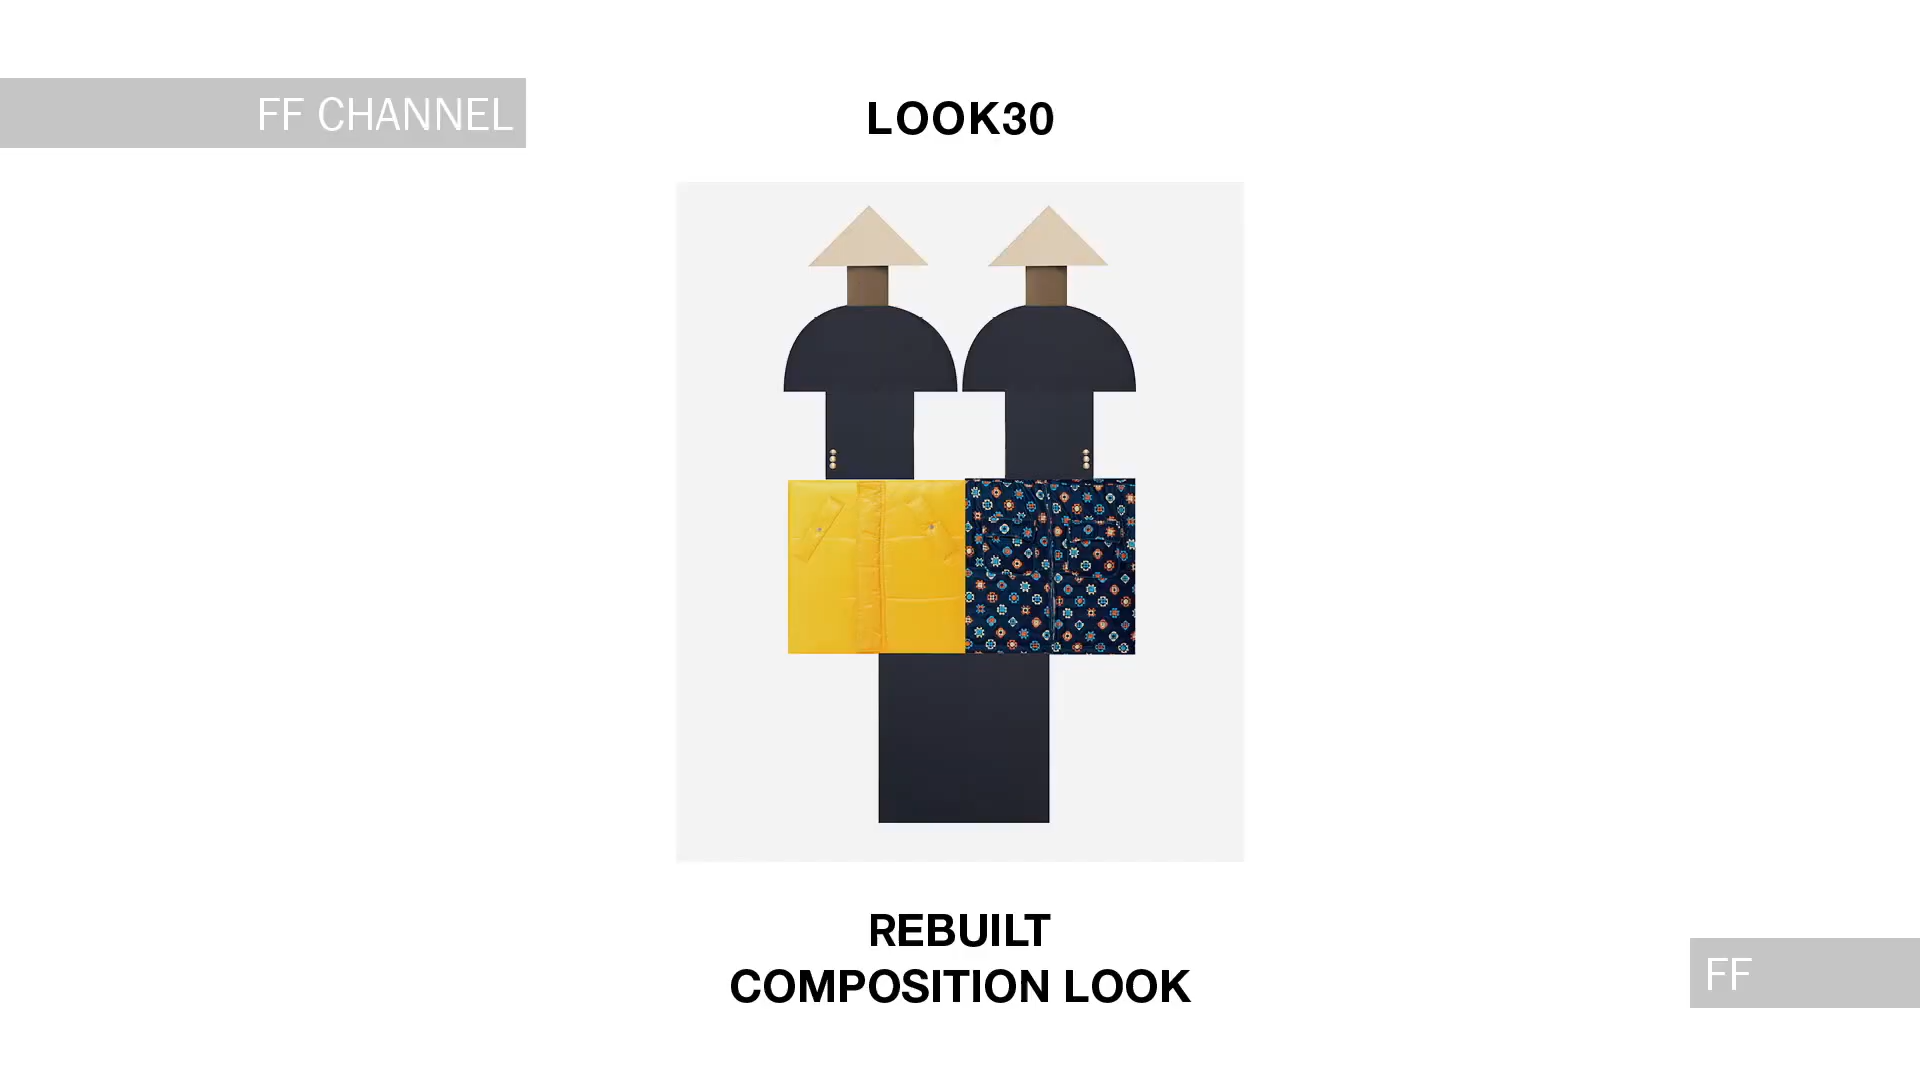 FF CHANNEL
LOOK30
REBUILT
COMPOSITION LOOK
FF